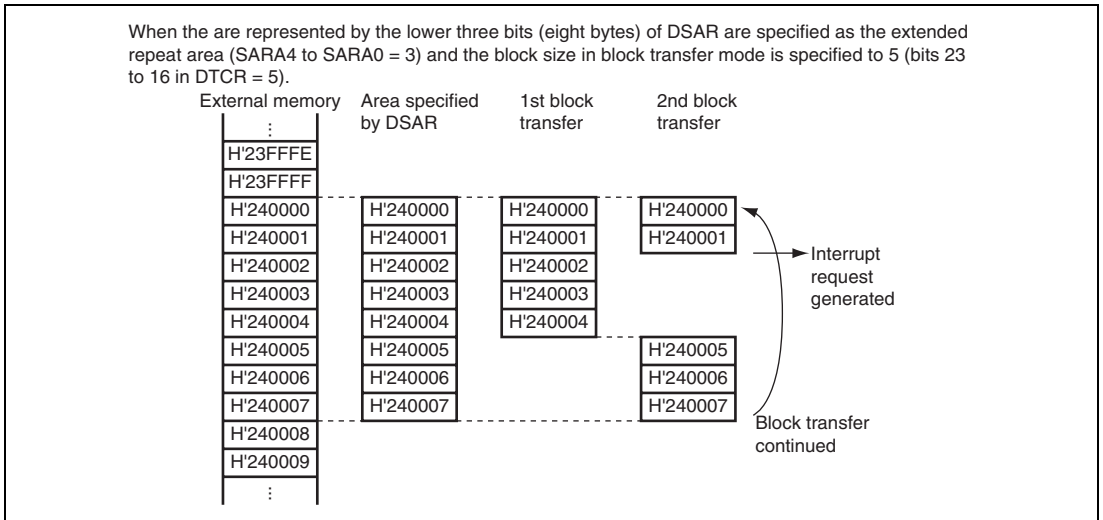 When the are represented by the lower three bits (eight bytes) of DSAR are specified as the extended
repeat area (SARA4 to SARA0 = 3) and the block size in block transfer mode is specified to 5 (bits 23
to 16 in DTCR = 5).
External memory
Area specified
by DSAR
1st block
transfer
2nd block
transfer
⋮
H'23FFFE
H'23FFFF
H'240000
H'240001
H'240002
H'240003
H'240004
H'240005
H'240006
H'240007
H'240008
H'240009
⋮
H'240000
H'240001
H'240002
H'240003
H'240004
H'240005
H'240006
H'240007
H'240000
H'240001
H'240002
H'240003
H'240004
H'240000
H'240001
H'240005
H'240006
H'240007
Interrupt
request
generated
Block transfer
continued